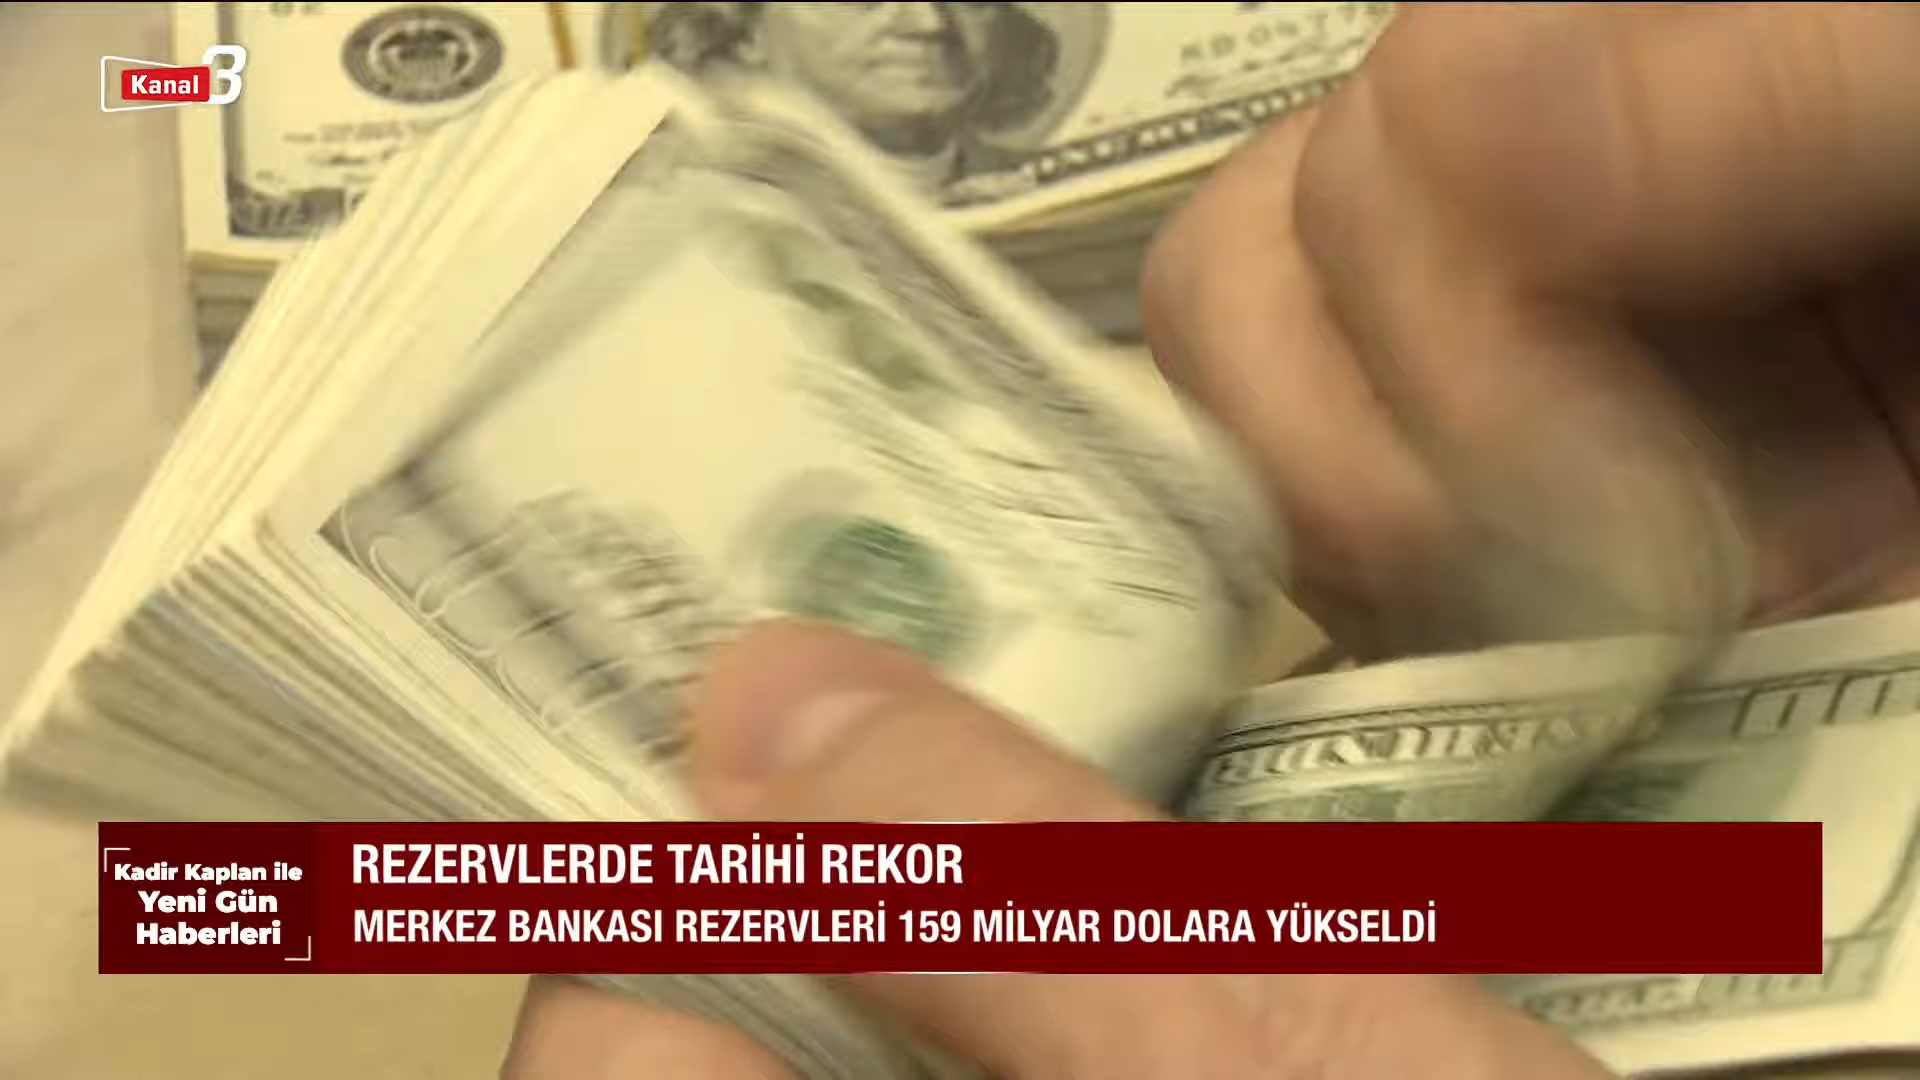 Kanal 3
REZERVLERDE TARİHİ REKOR
MERKEZ BANKASI REZERVLERİ 159 MİLYAR DOLARA YÜKSELDİ
Kadir Kaplan ile
Yeni Gün
Haberleri